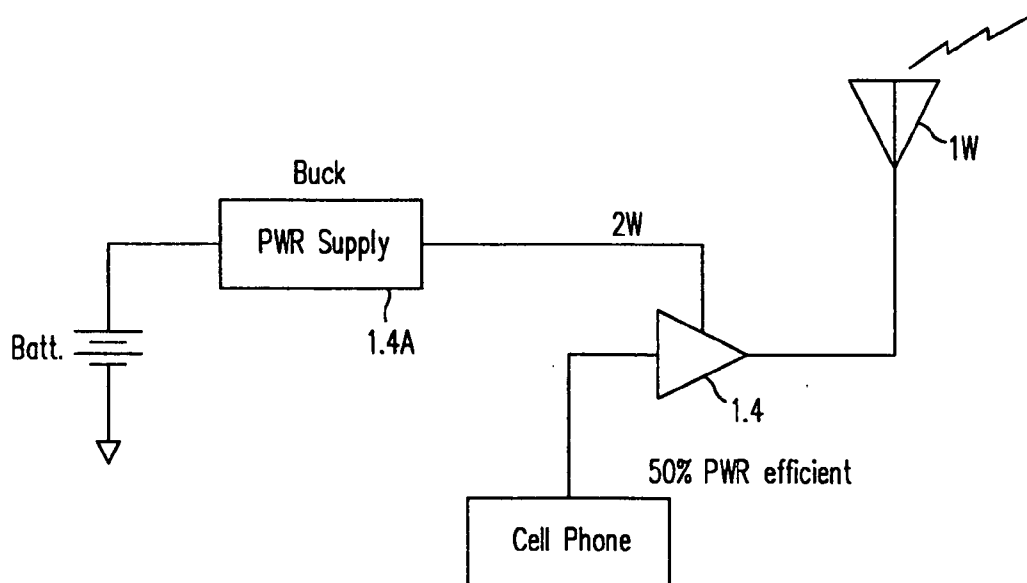 1W
Buck
PWR Supply
2W
1.4A
Batt.
1.4
50% PWR efficient
Cell Phone